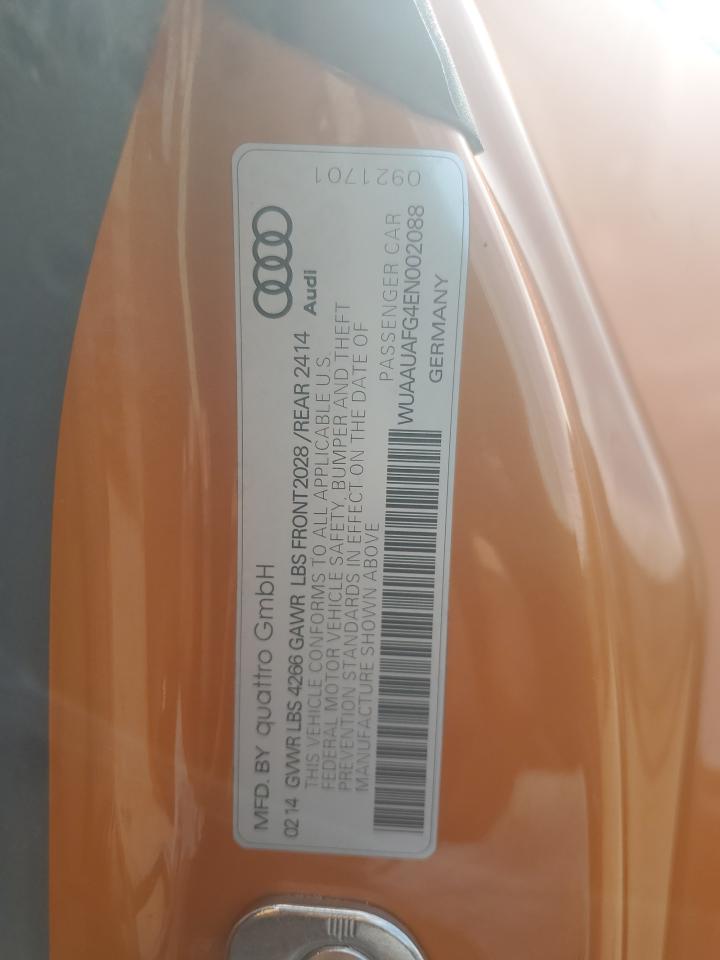 MFD. BY quattro GmbH
Audi
02 14 GVWR LBS 4266 GAWR LBS FRONT 2028 /REAR 2414
THIS VEHICLE CONFORMS TO ALL APPLICABLE U.S.
FEDERAL MOTOR VEHICLE SAFETY, BUMPER AND THEFT
PREVENTION STANDARDS IN EFFECT ON THE DATE OF
MANUFACTURE SHOWN ABOVE
PASSENGER CAR
WUAAUAFG4EN002088
GERMANY
0921701